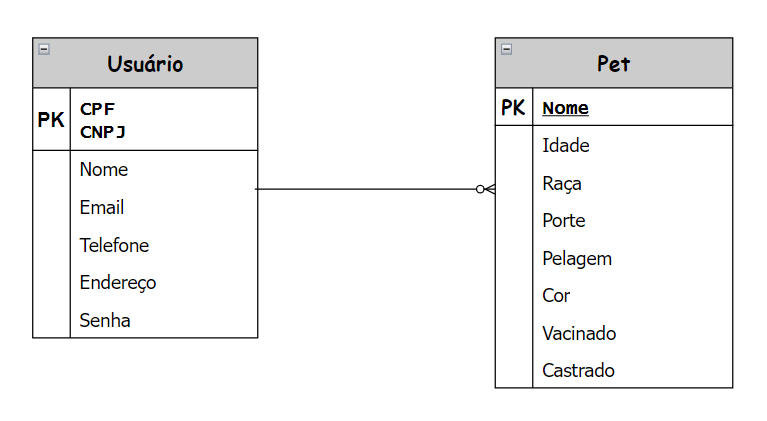 Usuário
PK
CPF
CNPJ
Nome
Email
Telefone
Endereço
Senha
Pet
PK
Nome
Idade
Raça
Porte
Pelagem
Cor
Vacinado
Castrado